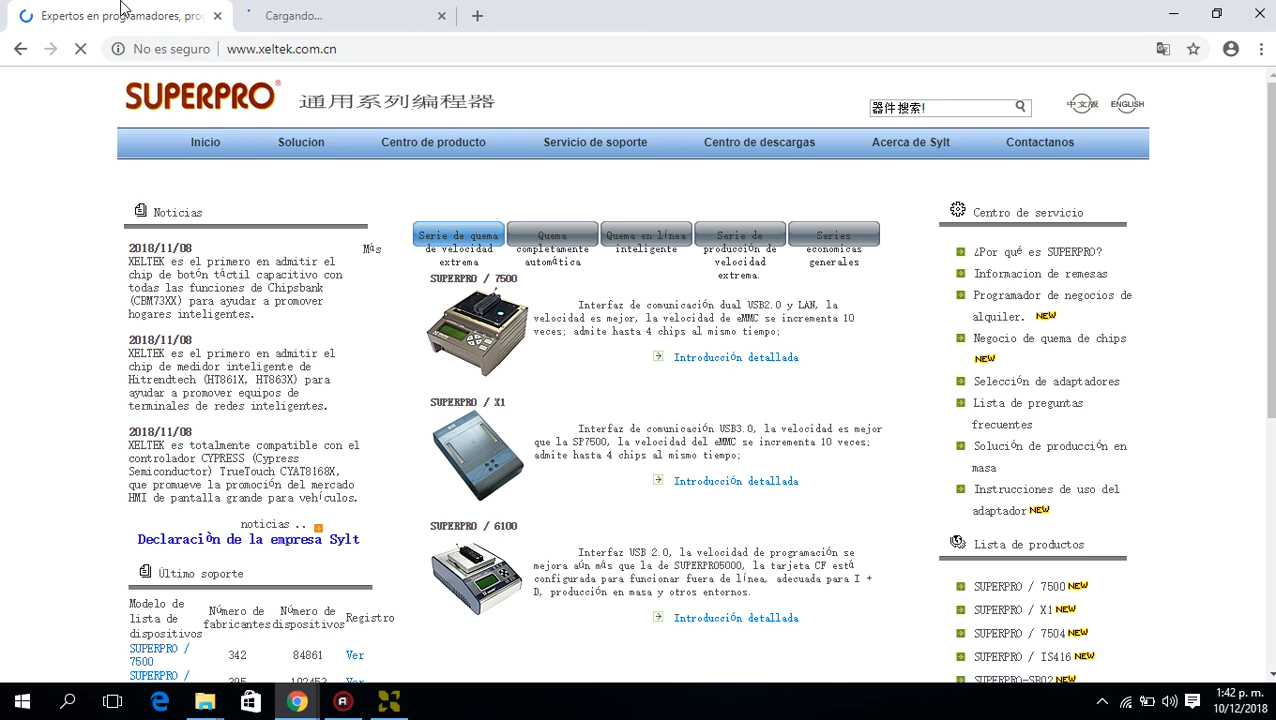 Expertos en programadores, pro
Cargando...
No es seguro
www.xeltek.com.cn
SUPERPRO®
通用系列编程器
器件搜索!
中文版
ENGLISH
Inicio
Solucion
Centro de producto
Servicio de soporte
Centro de descargas
Acerca de Sylt
Contactanos
Noticias
2018/11/08
Más
XELTEK es el primero en admitir el
chip de botón táctil capacitivo con
todas las funciones de Chipsbank
(CBM73XX) para ayudar a promover
hogares inteligentes.
2018/11/08
XELTEK es el primero en admitir el
chip de medidor inteligente de
Hitrendtech (HT861X, HT863X) para
ayudar a promover equipos de
terminales de redes inteligentes.
2018/11/08
XELTEK es totalmente compatible con el
controlador CYPRESS (Cypress
Semiconductor) TrueTouch CYAT8168X,
que promueve la promoción del mercado
HMI de pantalla grande para vehículos.
noticias ..
Declaraciòn de la empresa Sylt
Último soporte
Modelo de
lista de
dispositivos
Número de
fabricantes
Número de
dispositivos
Registro
SUPERPRO /
7500
342
84861
Ver
SUPERPRO /
395
102453
Ver
Serie de quema
de velocidad
extrema
Quema
completamente
automática
Quema en línea
inteligente
Serie de
producción de
velocidad
extrema.
Series
economicas
generales
SUPERPRO / 7500
Interfaz de comunicación dual USB2.0 y LAN, la
velocidad es mejor, la velocidad de eMMC se incrementa 10
veces; admite hasta 4 chips al mismo tiempo;
Introducción detallada
SUPERPRO / X1
Interfaz de comunicación USB3.0, la velocidad es mejor
que la SP7500, la velocidad del eMMC se incrementa 10 veces;
admite hasta 4 chips al mismo tiempo;
Introducción detallada
SUPERPRO / 6100
Interfaz USB 2.0, la velocidad de programación se
mejora aún más que la de SUPERPRO5000, la tarjeta CF está
configurada para funcionar fuera de línea, adecuada para I +
D, producción en masa y otros entornos.
Introducción detallada
Centro de servicio
¿Por qué es SUPERPRO?
Informacion de remesas
Programador de negocios de
alquiler. NEW
Negocio de quema de chips
NEW
Selección de adaptadores
Lista de preguntas
frecuentes
Solución de producción en
masa
Instrucciones de uso del
adaptador NEW
Lista de productos
SUPERPRO / 7500 NEW
SUPERPRO / X1 NEW
SUPERPRO / 7504 NEW
SUPERPRO / IS416 NEW
SUPERPRO-SB02 NEW
1:42 p. m.
10/12/2018